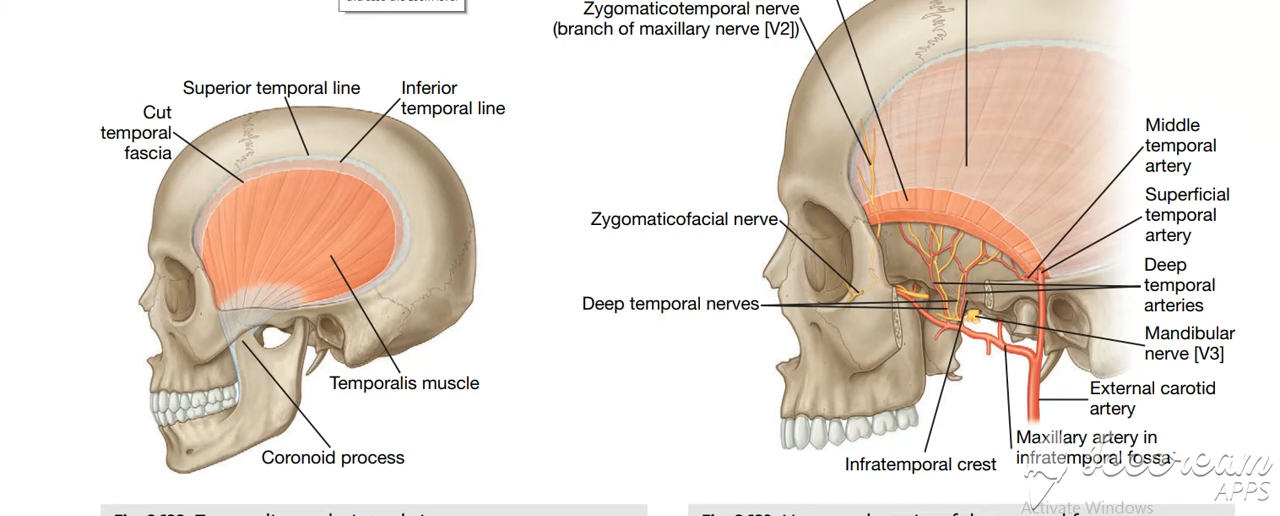 Superior temporal line
Inferior
temporal line
Cut
temporal
fascia
Temporalis muscle
Coronoid process
Zygomaticotemporal nerve
(branch of maxillary nerve [V2])
Zygomaticofacial nerve
Deep temporal nerves
Middle
temporal
artery
Superficial
temporal
artery
Deep
temporal
arteries
Mandibular
nerve [V3]
External carotid
artery
Maxillary artery in
infratemporal fossa
Infratemporal crest
Icecream
APPS
Activate Windows